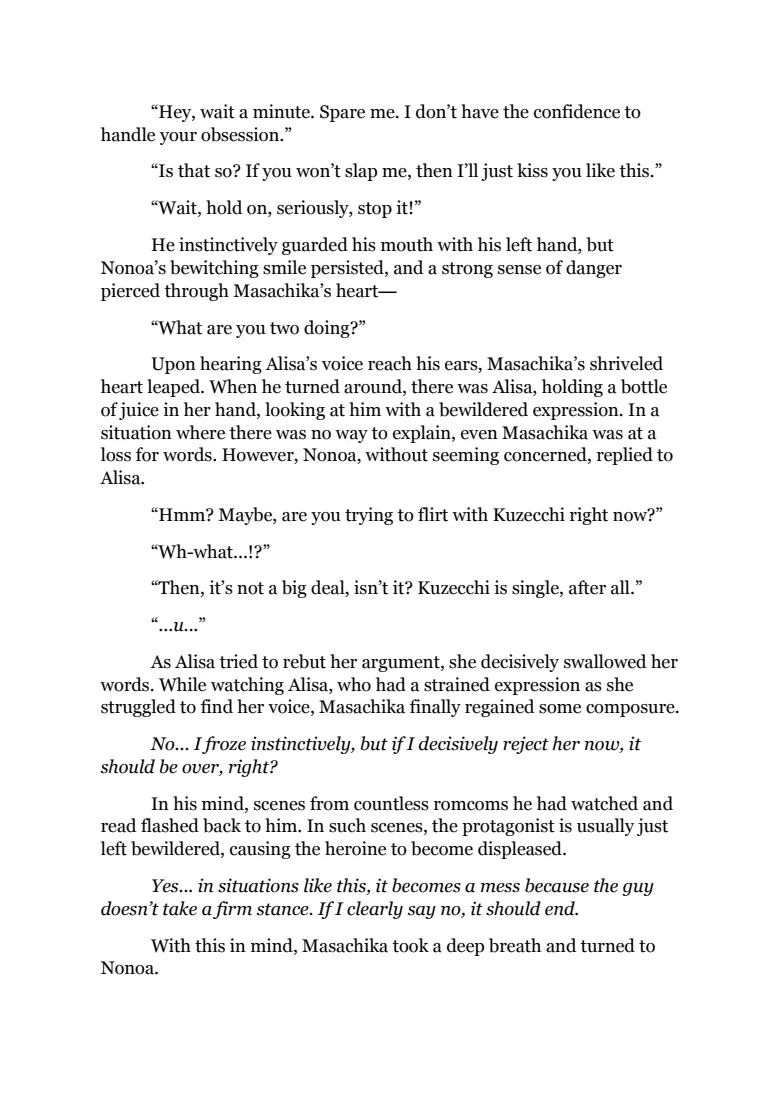 “Hey, wait a minute. Spare me. I don’t have the confidence to
handle your obsession.”
“Is that so? If you won’t slap me, then I’ll just kiss you like this.”
“Wait, hold on, seriously, stop it!”
He instinctively guarded his mouth with his left hand, but
Nonoa’s bewitching smile persisted, and a strong sense of danger
pierced through Masachika’s heart—
“What are you two doing?”
Upon hearing Alisa’s voice reach his ears, Masachika’s shriveled
heart leaped. When he turned around, there was Alisa, holding a bottle
of juice in her hand, looking at him with a bewildered expression. In a
situation where there was no way to explain, even Masachika was at a
loss for words. However, Nonoa, without seeming concerned, replied to
Alisa.
“Hmm? Maybe, are you trying to flirt with Kuzecchi right now?”
“Wh-what...!?”
“Then, it’s not a big deal, isn’t it? Kuzecchi is single, after all.”
“...u...”
As Alisa tried to rebut her argument, she decisively swallowed her
words. While watching Alisa, who had a strained expression as she
struggled to find her voice, Masachika finally regained some composure.
No... I froze instinctively, but if I decisively reject her now, it
should be over, right?
In his mind, scenes from countless romcoms he had watched and
read flashed back to him. In such scenes, the protagonist is usually just
left bewildered, causing the heroine to become displeased.
Yes... in situations like this, it becomes a mess because the guy
doesn’t take a firm stance. If I clearly say no, it should end.
With this in mind, Masachika took a deep breath and turned to
Nonoa.